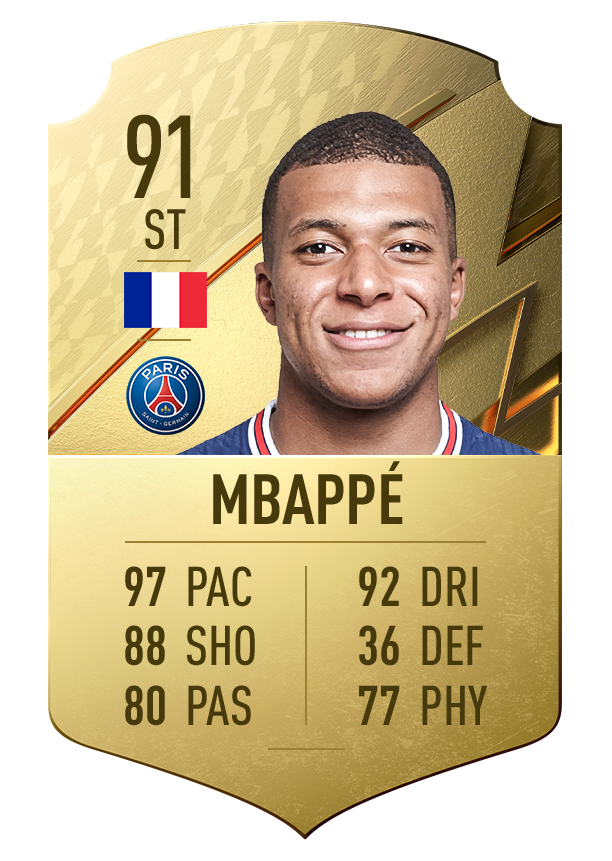 91
ST
PARIS
SAINT-GERMAIN
MBAPPÉ
97 PAC
88 SHO
80 PAS
92 DRI
36 DEF
77 PHY